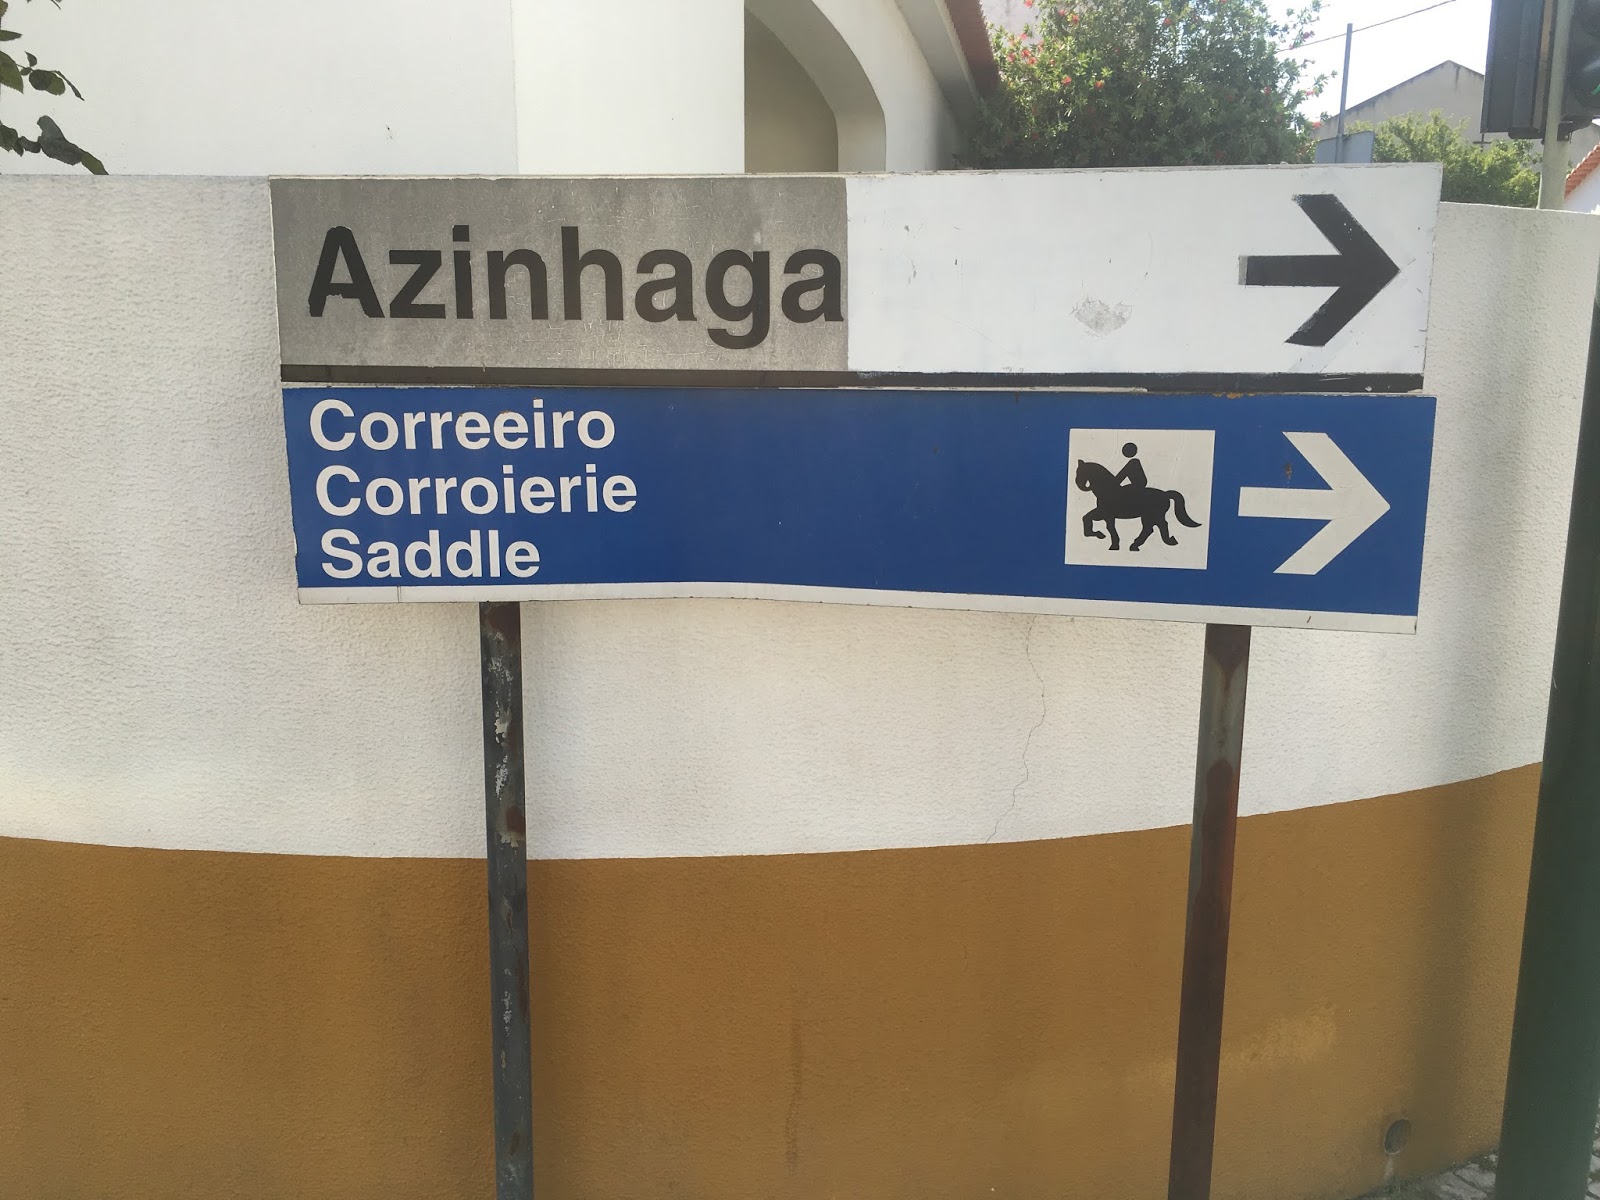 Azinhaga
Correeiro
Corroierie
Saddle